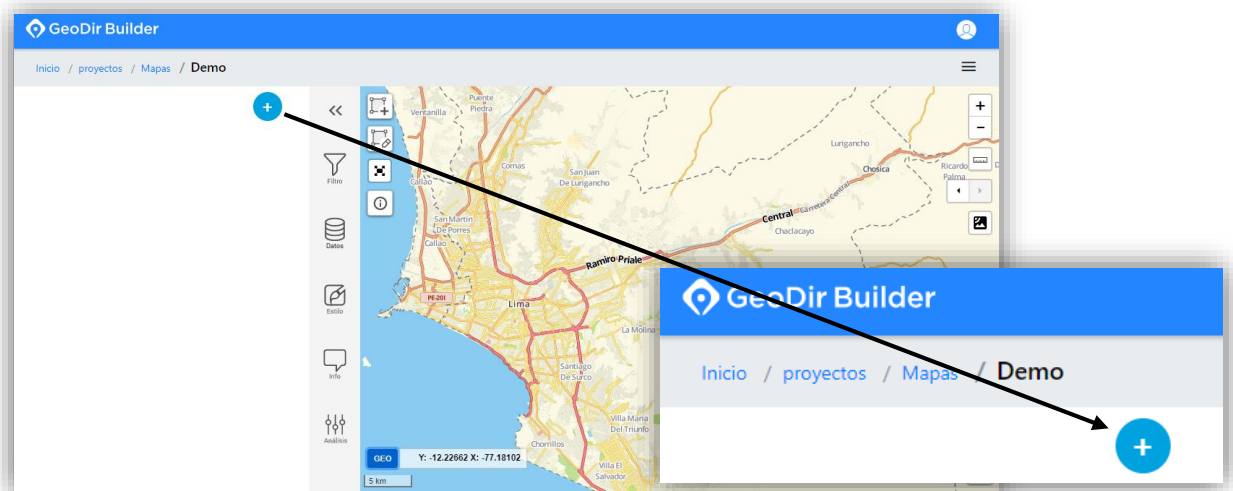 GeoDir Builder
Inicio / proyectos / Mapas / Demo
+
Filtro
Datos
Estilo
Info
Análisis
Puente
Piedra
Ventanilla
Comas
Callao
San Juan
De Lurigancho
Lurigancho
Chosica
Ricardo
Palma
San Martin
De Porres
Callao
Central
Carretera Central
Chaclacayo
Ramiro Priale
PE-20I
Lima
La Molina
Santiago
De Surco
Villa Maria
Del Triunfo
Chorrillos
Villa El
Salvador
GEO
Y: -12.22662 X: -77.18102
5 km
+
−
GeoDir Builder
Inicio / proyectos / Mapas / Demo
+